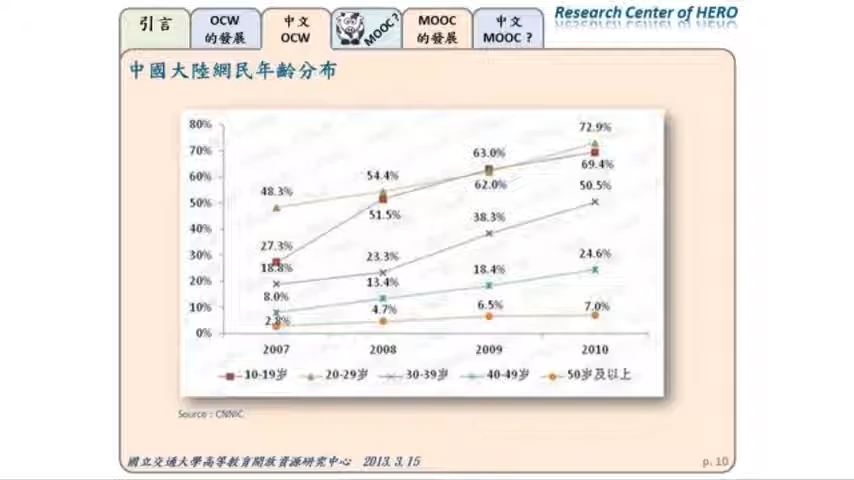 引言
OCW
的發展
中文
OCW
MOOC?
MOOC
的發展
中文
MOOC ?
Research Center of HERO
中國大陸網民年齡分布
80%
70%
60%
50%
40%
30%
20%
10%
0%
48.3%
54.4%
63.0%
72.9%
27.3%
51.5%
62.0%
69.4%
18.8%
23.3%
38.3%
50.5%
8.0%
13.4%
18.4%
24.6%
2.8%
4.7%
6.5%
7.0%
2007 2008 2009 2010
10-19岁 20-29岁 30-39岁 40-49岁 50岁及以上
Source : CNNIC
國立交通大學高等教育開放資源研究中心 2013.3.15
p. 10